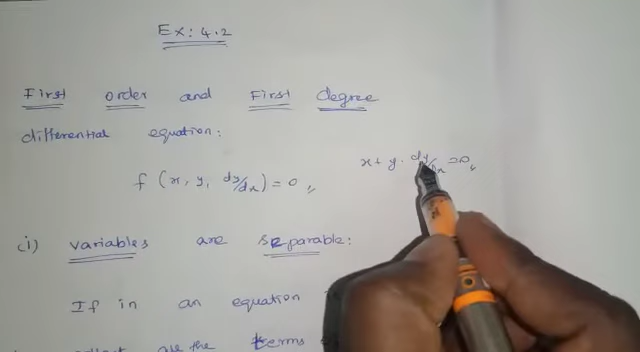 Ex: 4.2
First order and First degree
differential equation:
x + y . dy/dx = 0,,
f (x, y, dy/dx) = 0,,
(i) variables are separable:
If in an equation
all the terms